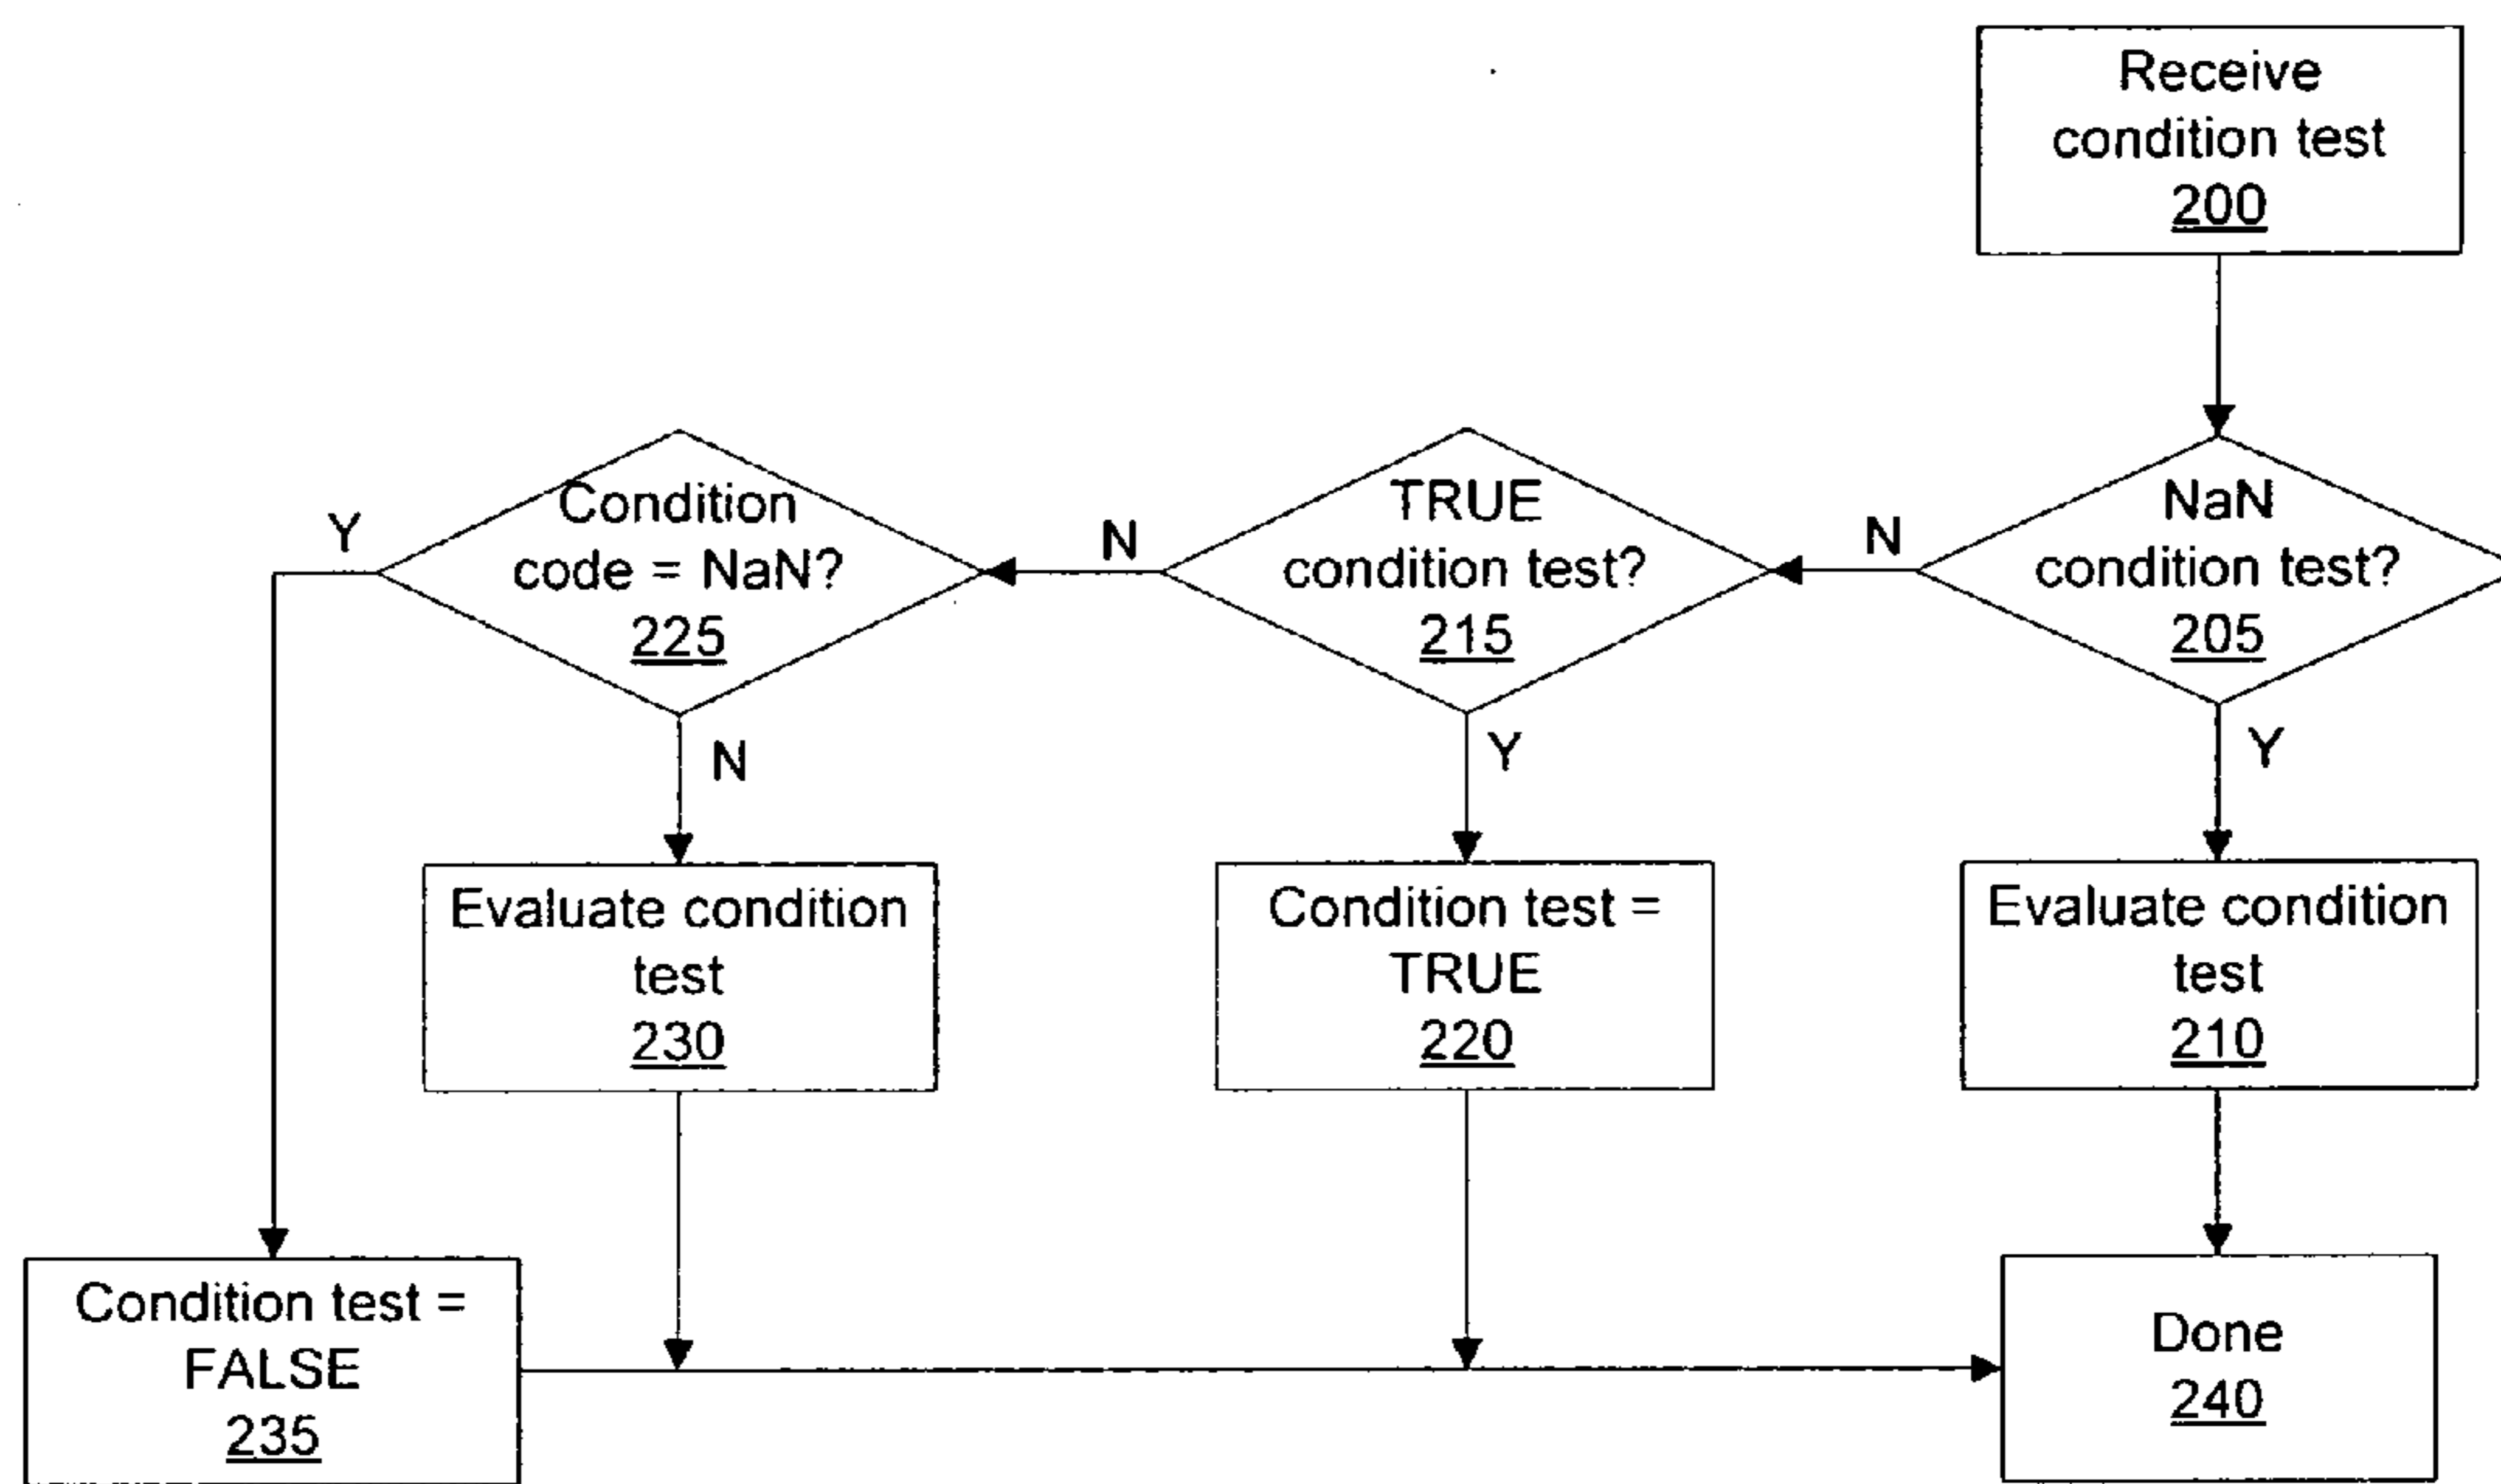 Receive
condition test
200
NaN
condition test?
205
N
Y
TRUE
condition test?
215
N
Y
Condition
code = NaN?
225
Y
N
Evaluate condition
test
230
Condition test =
TRUE
220
Evaluate condition
test
210
Condition test =
FALSE
235
Done
240